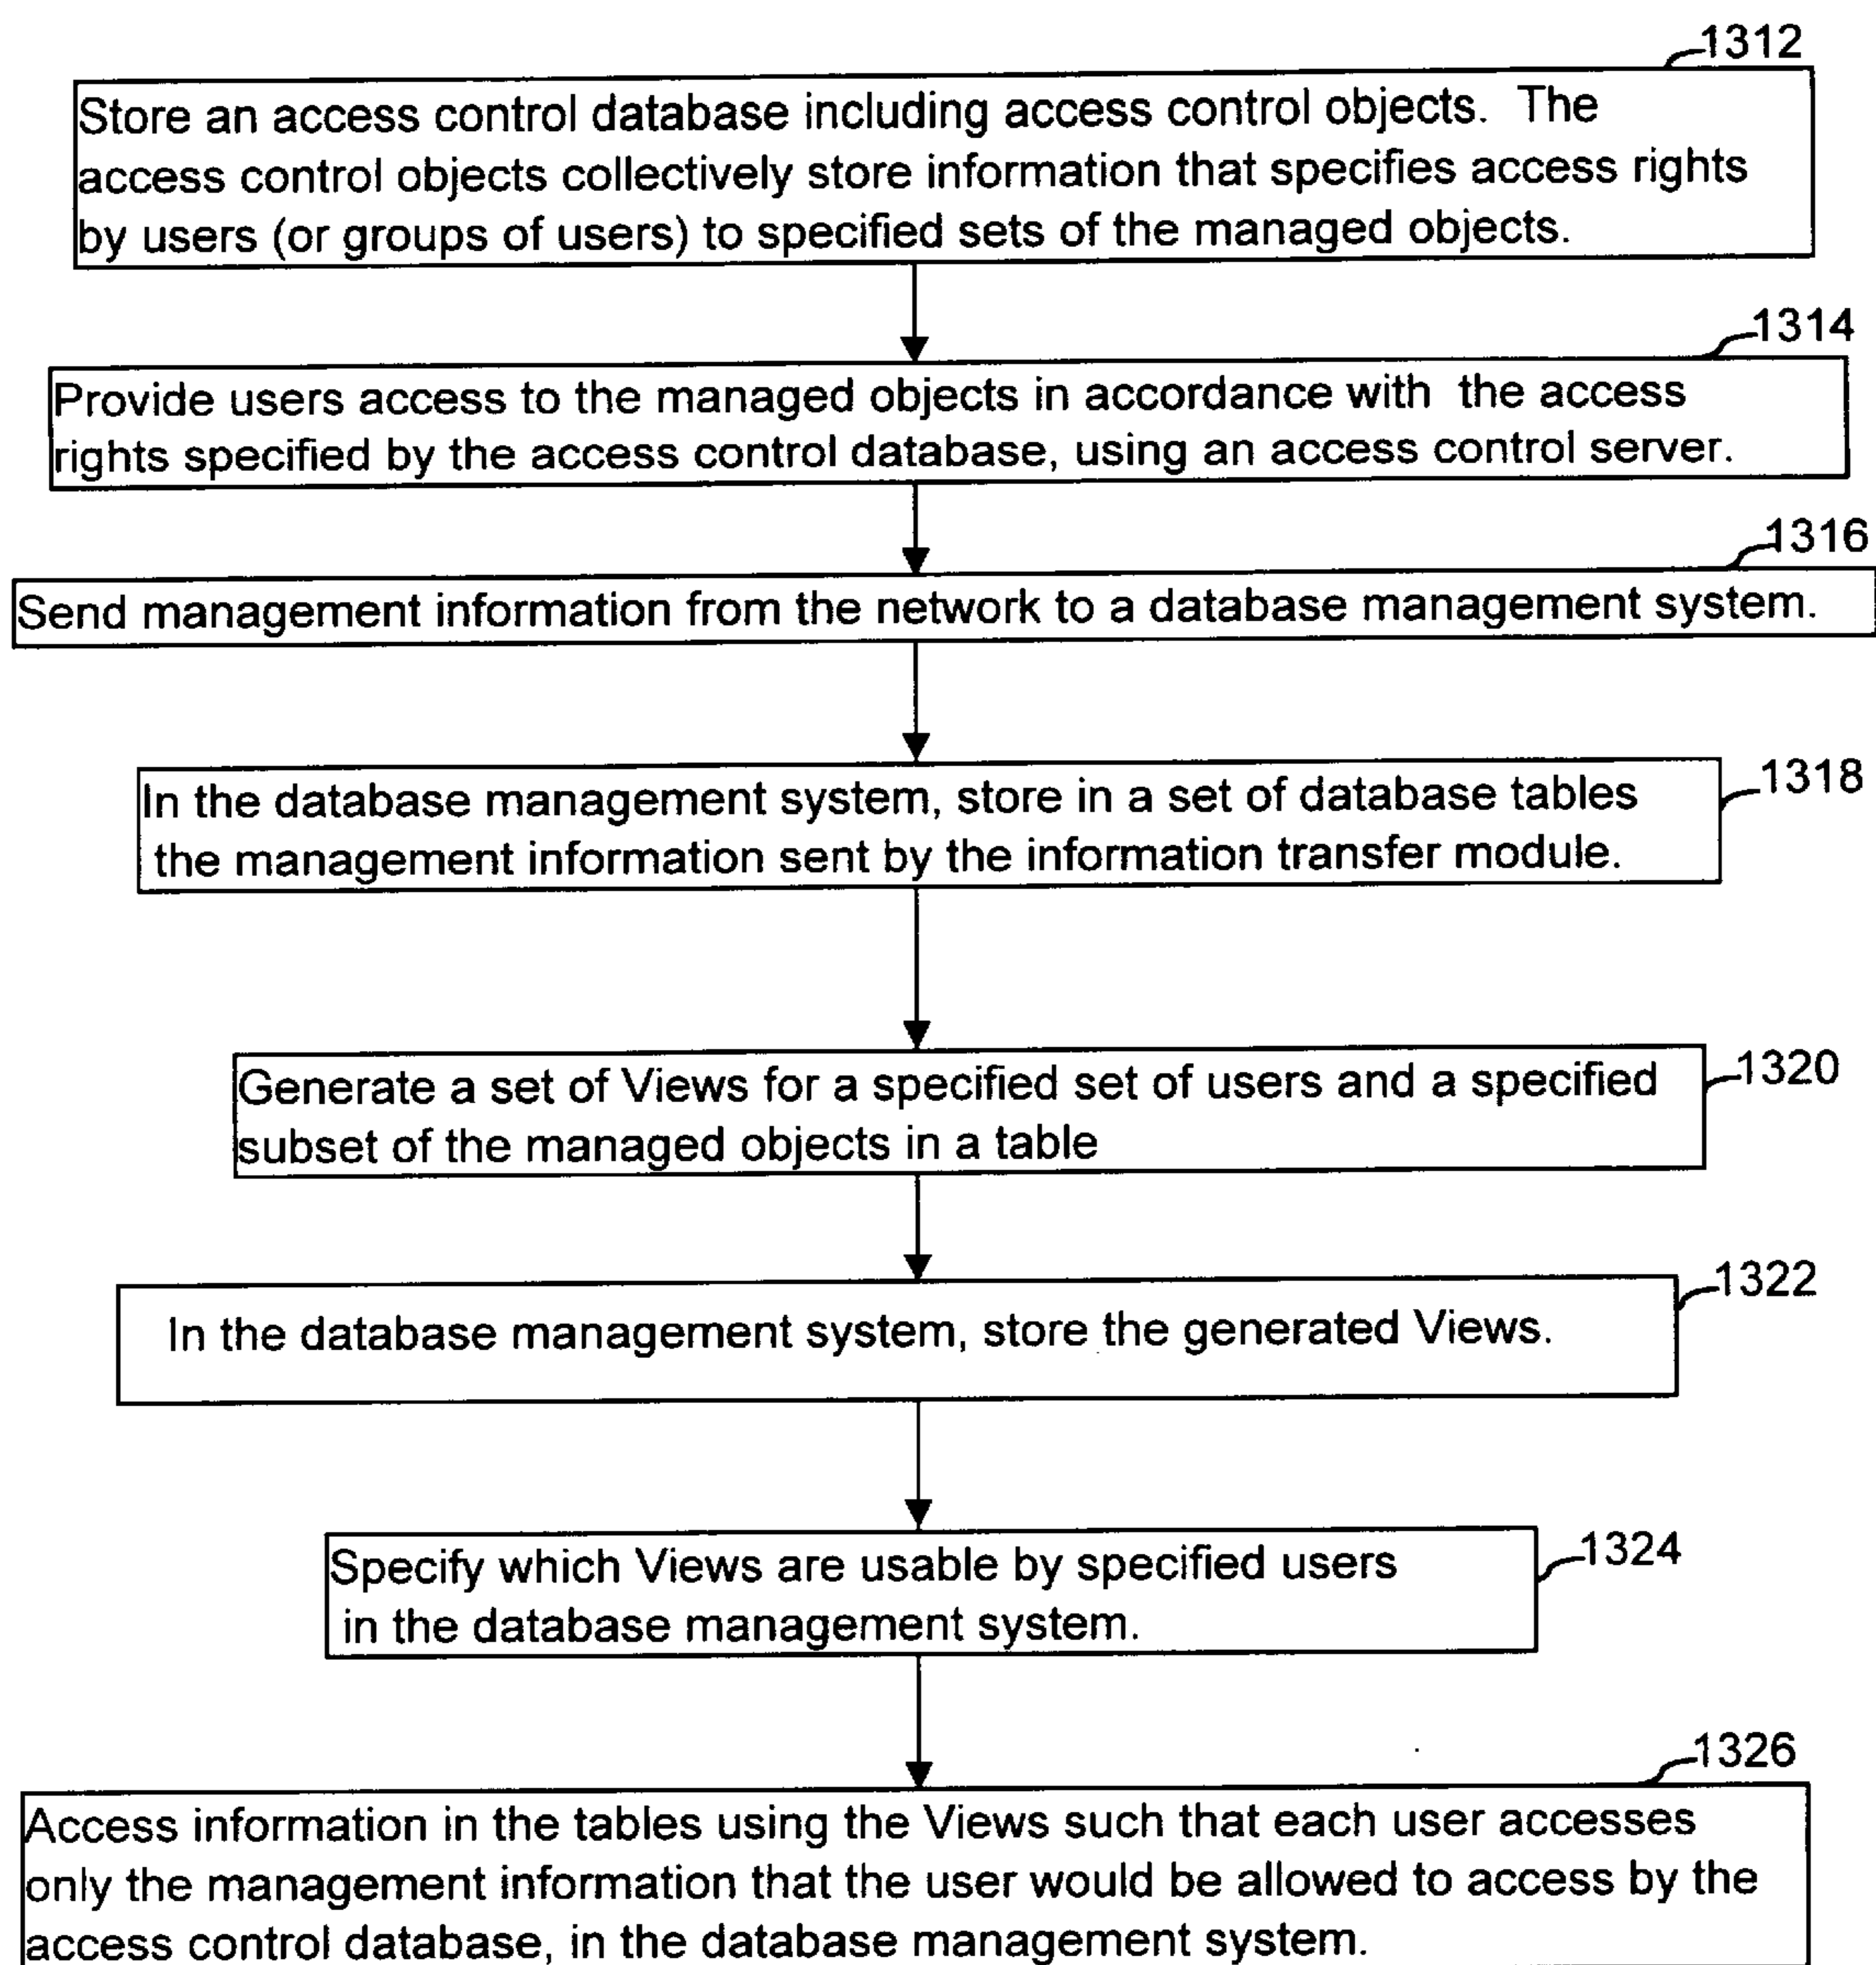 1312
Store an access control database including access control objects. The
access control objects collectively store information that specifies access rights
by users (or groups of users) to specified sets of the managed objects.
1314
Provide users access to the managed objects in accordance with the access
rights specified by the access control database, using an access control server.
1316
Send management information from the network to a database management system.
1318
In the database management system, store in a set of database tables
the management information sent by the information transfer module.
1320
Generate a set of Views for a specified set of users and a specified
subset of the managed objects in a table
1322
In the database management system, store the generated Views.
1324
Specify which Views are usable by specified users
in the database management system.
1326
Access information in the tables using the Views such that each user accesses
only the management information that the user would be allowed to access by the
access control database, in the database management system.